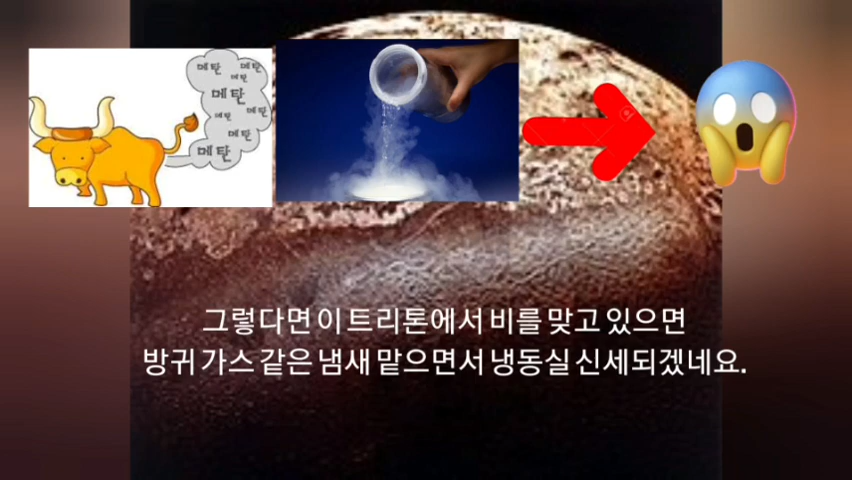 메탄 메탄
메탄
메탄
메탄 메탄
메탄
메탄
그렇다면 이 트리톤에서 비를 맞고 있으면
방귀 가스 같은 냄새 맡으면서 냉동실 신세되겠네요.